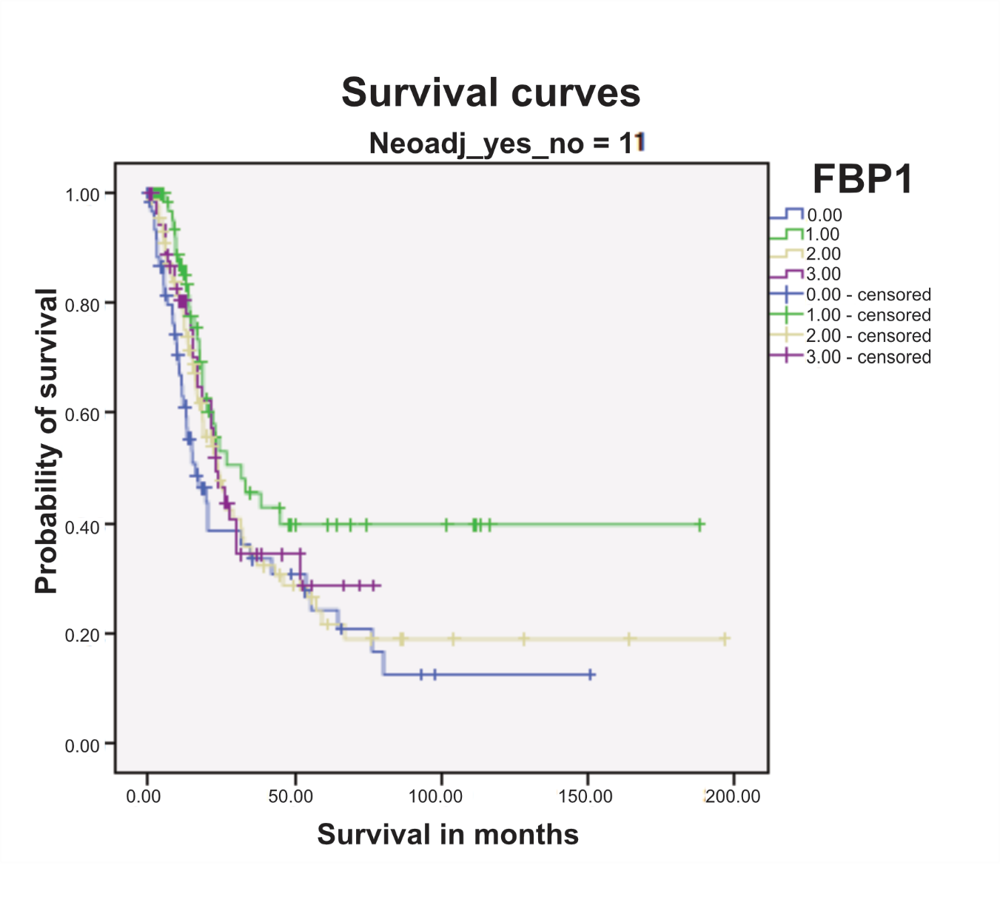 Survival curves
Neoadj_yes_no = 11
FBP1
0.00
1.00
2.00
3.00
0.00 - censored
1.00 - censored
2.00 - censored
3.00 - censored
Probability of survival
1.00
0.80
0.60
0.40
0.20
0.00
0.00 50.00 100.00 150.00 200.00
Survival in months